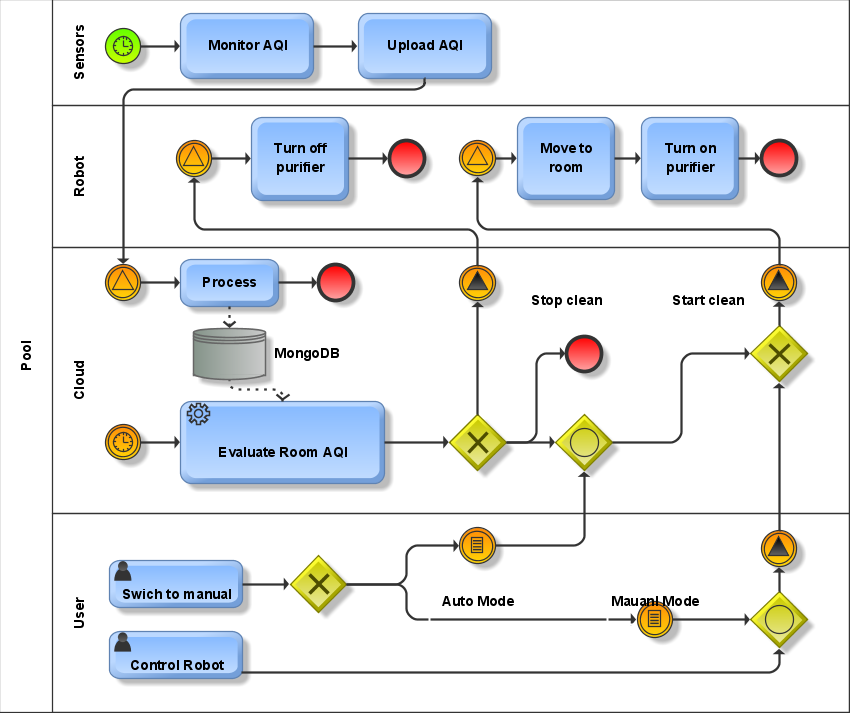 Pool
Sensors
Monitor AQI
Upload AQI
Robot
Turn off
purifier
Move to
room
Turn on
purifier
Cloud
Process
Stop clean
Start clean
MongoDB
Evaluate Room AQI
User
Swich to manual
Auto Mode
Mauanl Mode
Control Robot